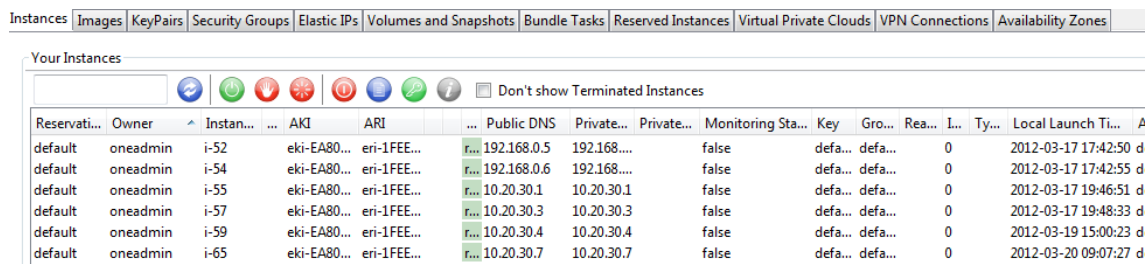 Instances Images KeyPairs Security Groups Elastic IPs Volumes and Snapshots Bundle Tasks Reserved Instances Virtual Private Clouds VPN Connections Availability Zones
Your Instances
Don't show Terminated Instances
Reservati... Owner Instan... ... AKI ARI ... Public DNS Private... Private... Monitoring Sta... Key Gro... Rea... I... Ty... Local Launch Ti... A
default oneadmin i-52 eki-EA80... eri-1FEE... r... 192.168.0.5 192.168.... false defa... defa... 0 2012-03-17 17:42:50 d
default oneadmin i-54 eki-EA80... eri-1FEE... r... 192.168.0.6 192.168.... false defa... defa... 0 2012-03-17 17:42:55 d
default oneadmin i-55 eki-EA80... eri-1FEE... r... 10.20.30.1 10.20.30.1 false defa... defa... 0 2012-03-17 19:46:51 d
default oneadmin i-57 eki-EA80... eri-1FEE... r... 10.20.30.3 10.20.30.3 false defa... defa... 0 2012-03-17 19:48:33 d
default oneadmin i-59 eki-EA80... eri-1FEE... r... 10.20.30.4 10.20.30.4 false defa... defa... 0 2012-03-19 15:00:23 d
default oneadmin i-65 eki-EA80... eri-1FEE... r... 10.20.30.7 10.20.30.7 false defa... defa... 0 2012-03-20 09:07:27 d